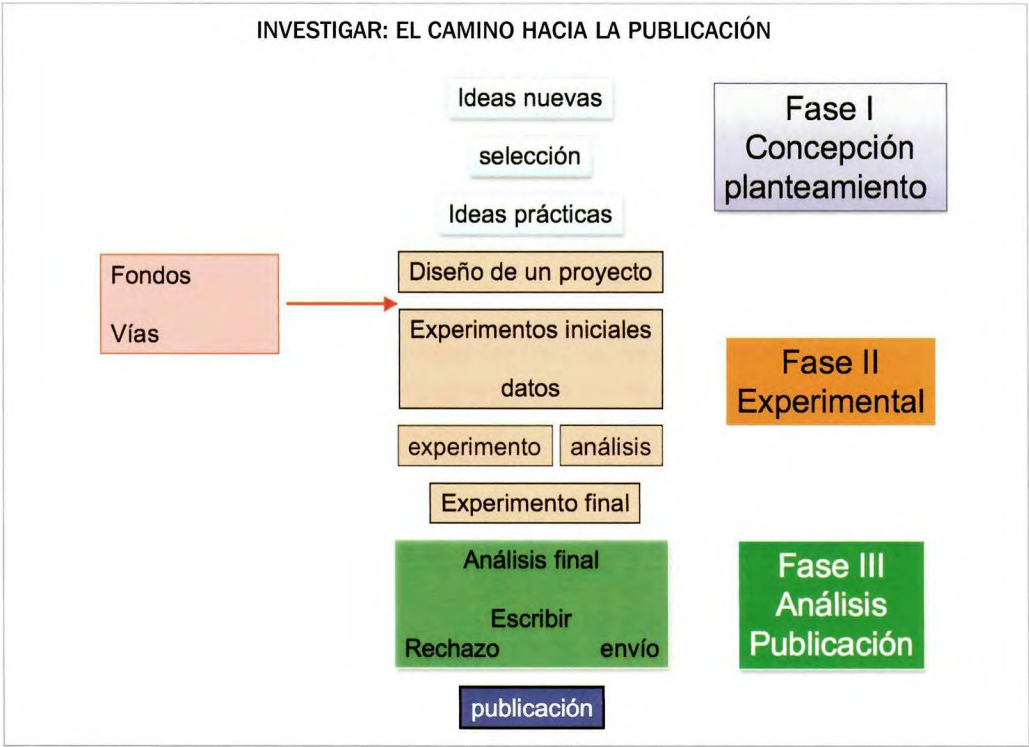 INVESTIGAR: EL CAMINO HACIA LA PUBLICACIÓN
Ideas nuevas
selección
Ideas prácticas
Fase I
Concepción
planteamiento
Fondos
Vías
Diseño de un proyecto
Experimentos iniciales
datos
experimento
análisis
Experimento final
Fase II
Experimental
Análisis final
Escribir
Rechazo envío
Fase III
Análisis
Publicación
publicación